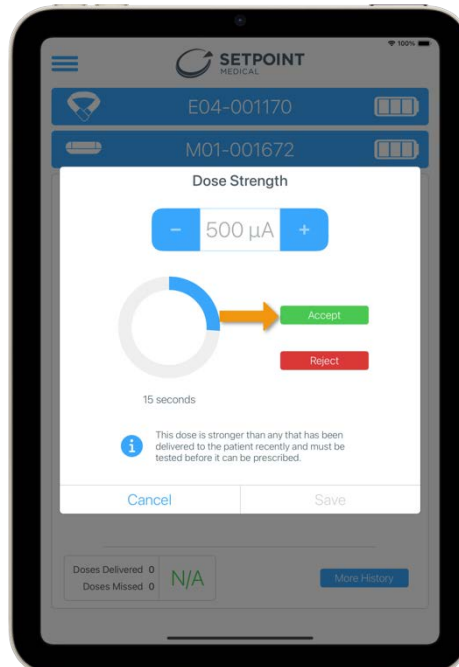 100%
SETPOINT
MEDICAL
E04-001170
M01-001672
Dose Strength
− 500 µA +
Accept
Reject
15 seconds
i
This dose is stronger than any that has been
delivered to the patient recently and must be
tested before it can be prescribed.
Cancel
Save
Doses Delivered 0
Doses Missed 0
N/A
More History